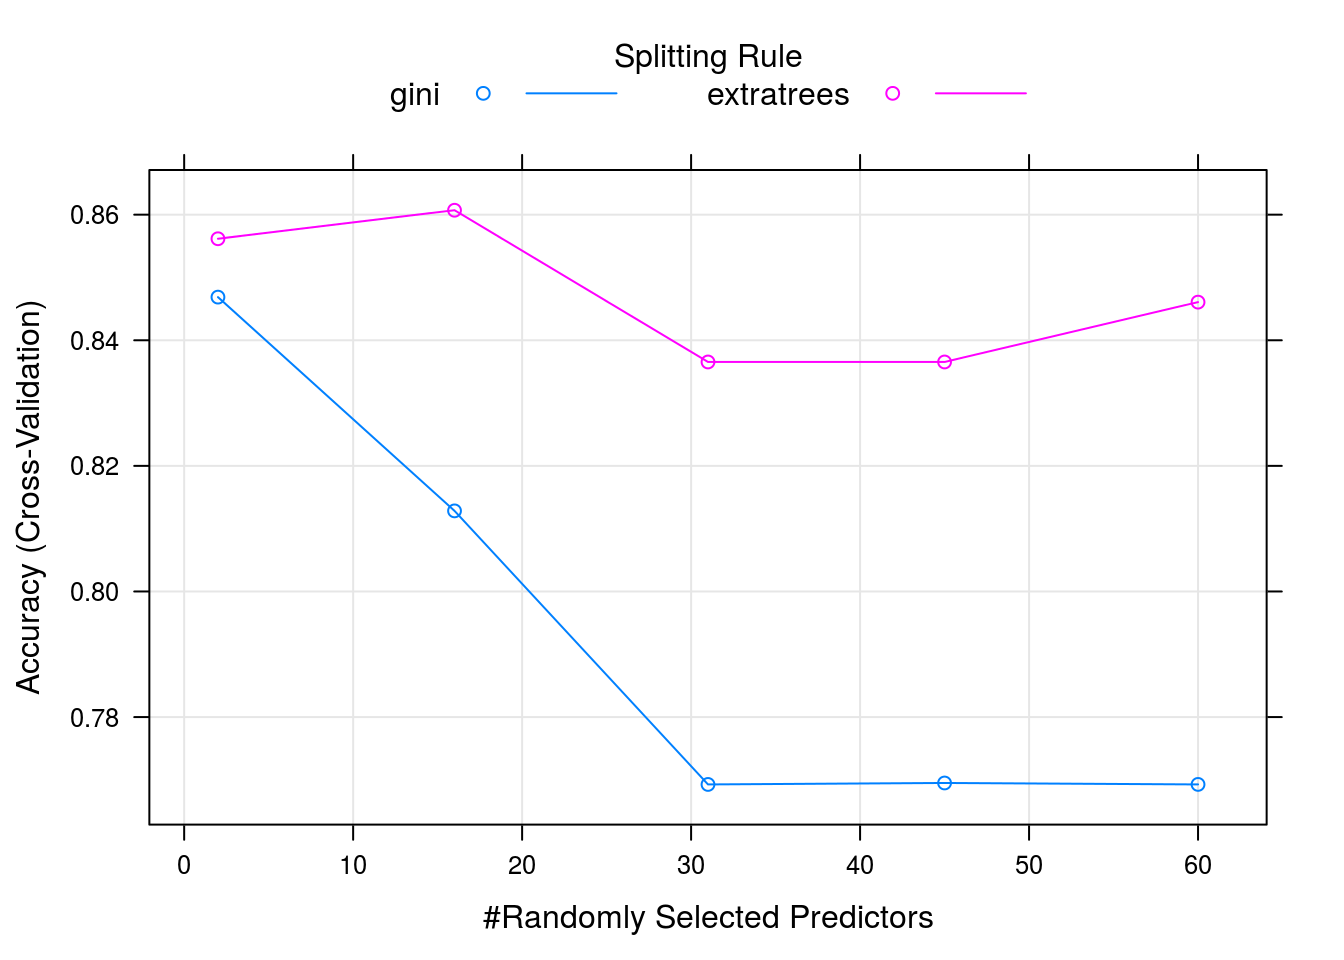 Splitting Rule
gini extratrees
0.86
0.84
0.82
0.80
0.78
Accuracy (Cross-Validation)
0 10 20 30 40 50 60
#Randomly Selected Predictors